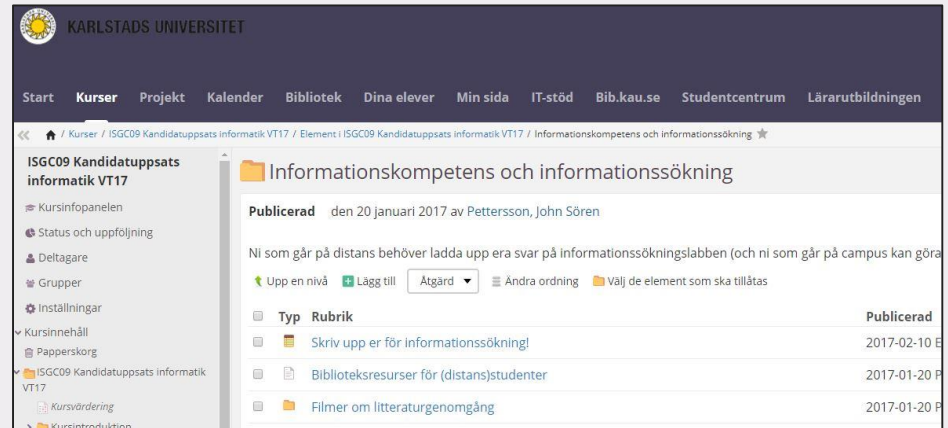 KARLSTADS UNIVERSITET
Start Kurser Projekt Kalender Bibliotek Dina elever Min sida IT-stöd Bib.kau.se Studentcentrum Lärarutbildningen
/ Kurser / ISGC09 Kandidatuppsats informatik VT17 / Element i ISGC09 Kandidatuppsats informatik VT17 / Informationskompetens och informationssökning
ISGC09 Kandidatuppsats
informatik VT17
Kursinfopanelen
Status och uppföljning
Deltagare
Grupper
Inställningar
Kursinnehåll
Papperskorg
ISGC09 Kandidatuppsats informatik
VT17
Kursvärdering
Kursintroduktion
Informationskompetens och informationssökning
Publicerad den 20 januari 2017 av Pettersson, John Sören
Ni som går på distans behöver ladda upp era svar på informationssökningslabben (och ni som går på campus kan göra
Upp en nivå Lägg till Åtgärd Ändra ordning Välj de element som ska tillåtas
Typ Rubrik Publicerad
Skriv upp er för informationssökning! 2017-02-10 E
Biblioteksresurser för (distans)studenter 2017-01-20 P
Filmer om litteraturgenomgång 2017-01-20 P